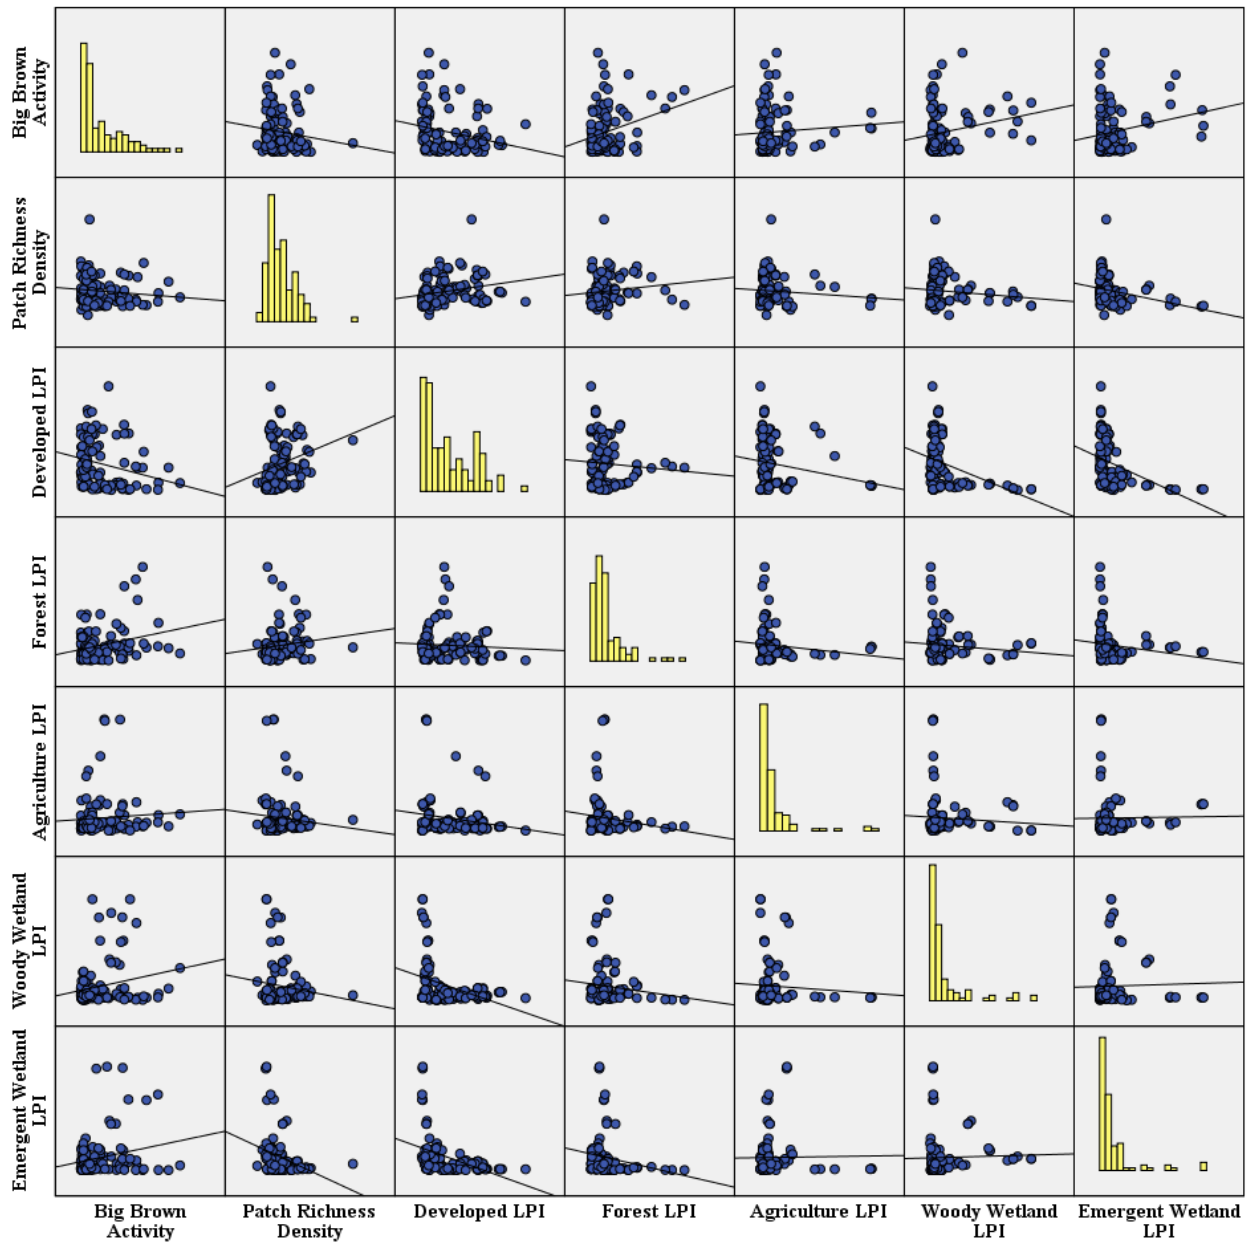 Big Brown
Activity
Patch Richness
Density
Developed LPI
Forest LPI
Agriculture LPI
Woody Wetland
LPI
Emergent Wetland
LPI
Big Brown
Activity
Patch Richness
Density
Developed LPI
Forest LPI
Agriculture LPI
Woody Wetland
LPI
Emergent Wetland
LPI